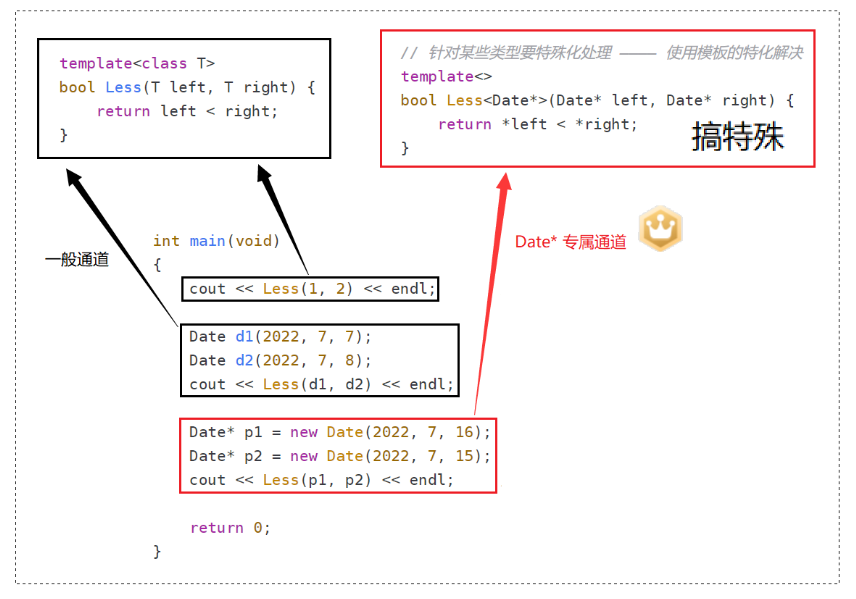 template<class T>
bool Less(T left, T right) {
    return left < right;
}
// 针对某些类型要特殊化处理 ——— 使用模板的特化解决
template<>
bool Less<Date*>(Date* left, Date* right) {
    return *left < *right;
}
搞特殊
一般通道
Date* 专属通道
int main(void)
{
    cout << Less(1, 2) << endl;
    Date d1(2022, 7, 7);
    Date d2(2022, 7, 8);
    cout << Less(d1, d2) << endl;
    Date* p1 = new Date(2022, 7, 16);
    Date* p2 = new Date(2022, 7, 15);
    cout << Less(p1, p2) << endl;
    return 0;
}